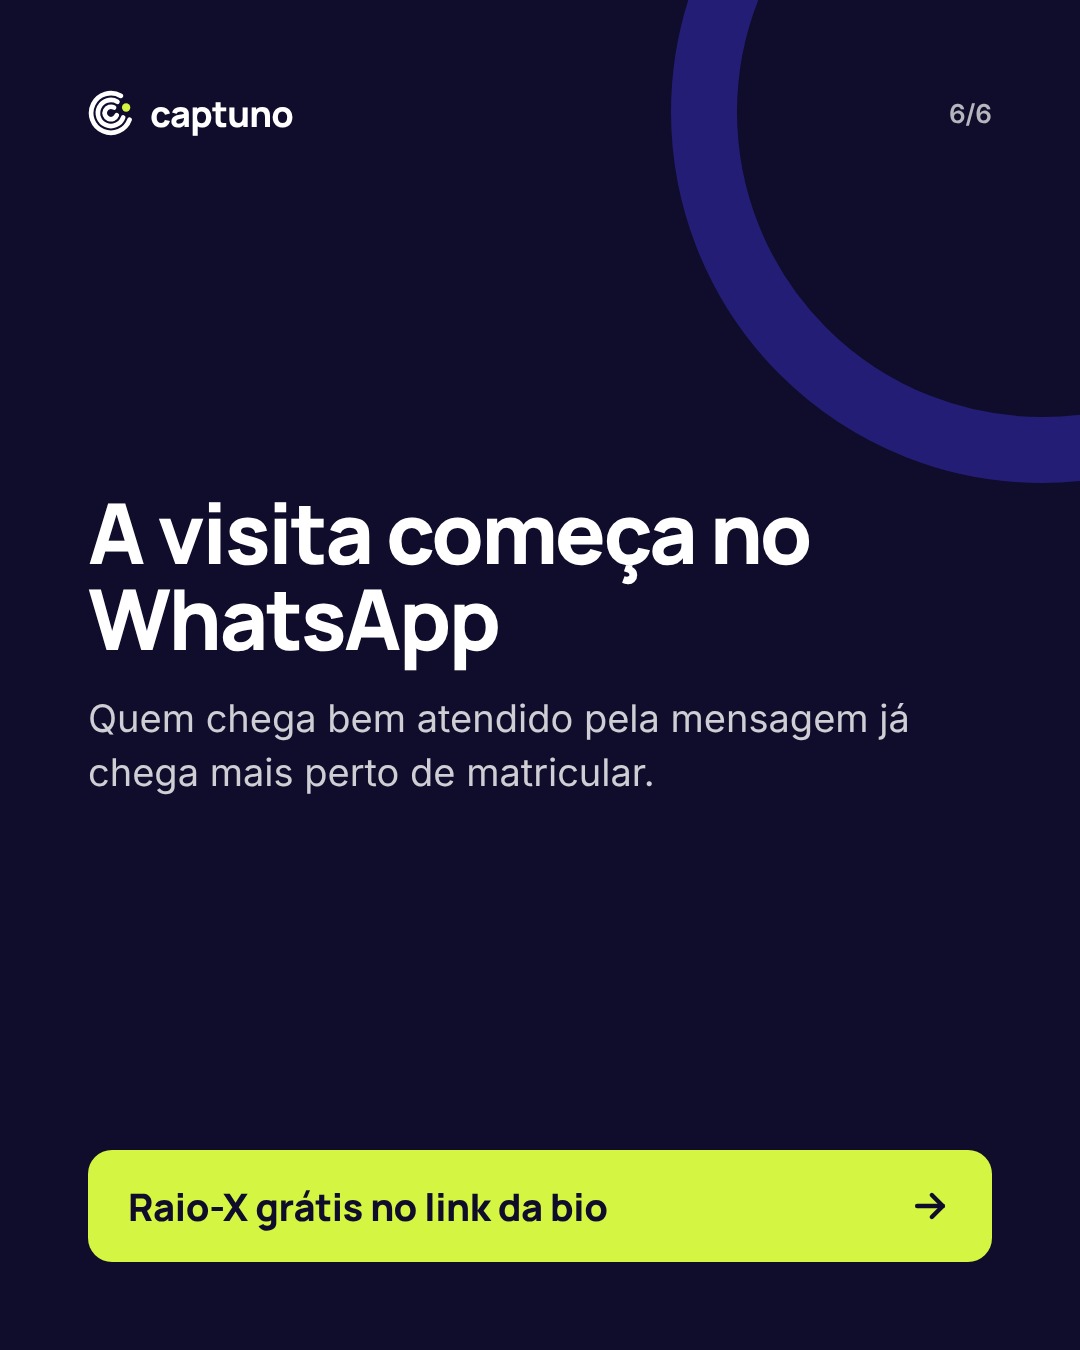 captuno
6/6
A visita começa no
WhatsApp
Quem chega bem atendido pela mensagem já
chega mais perto de matricular.
Raio-X grátis no link da bio →